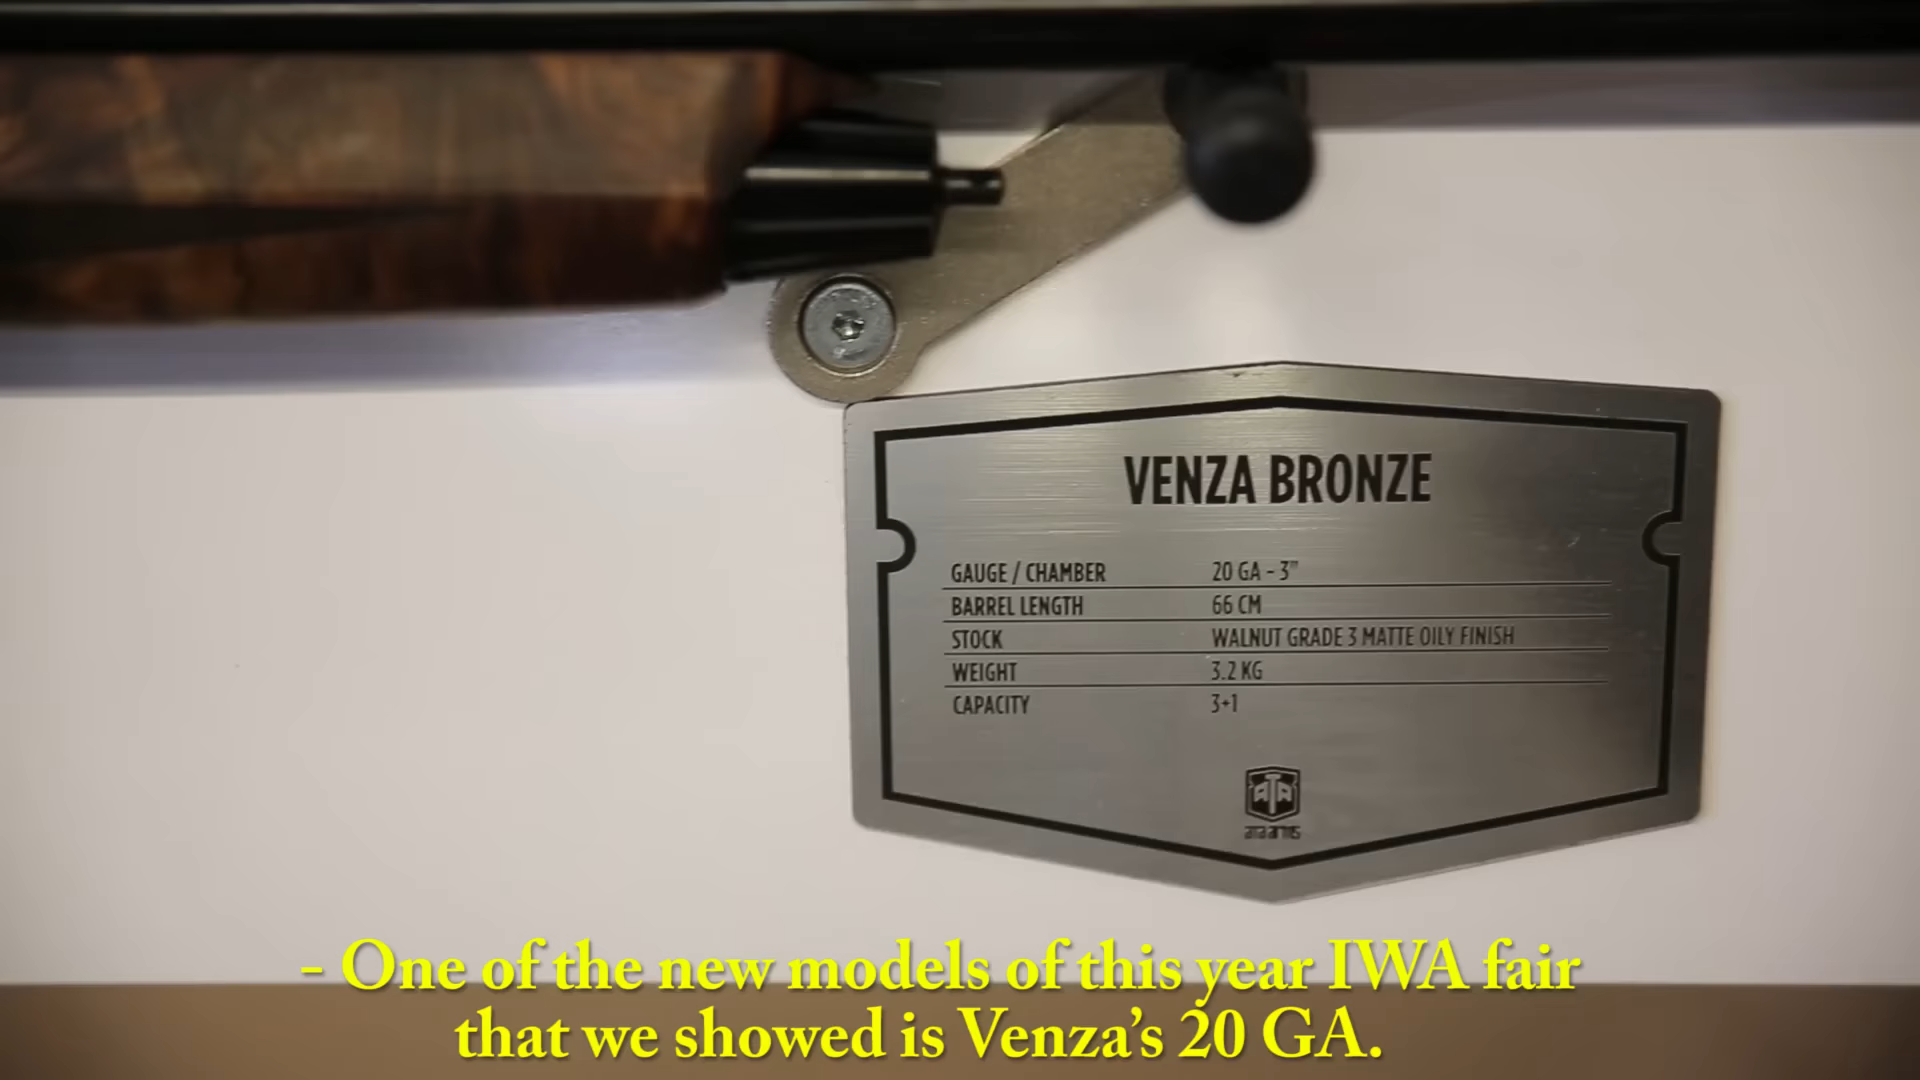 VENZA BRONZE
GAUGE / CHAMBER 20 GA - 3"
BARREL LENGTH 66 CM
STOCK WALNUT GRADE 3 MATTE OILY FINISH
WEIGHT 3.2 KG
CAPACITY 3+1
ATA
ATA ARMS
- One of the new models of this year IWA fair
that we showed is Venza’s 20 GA.